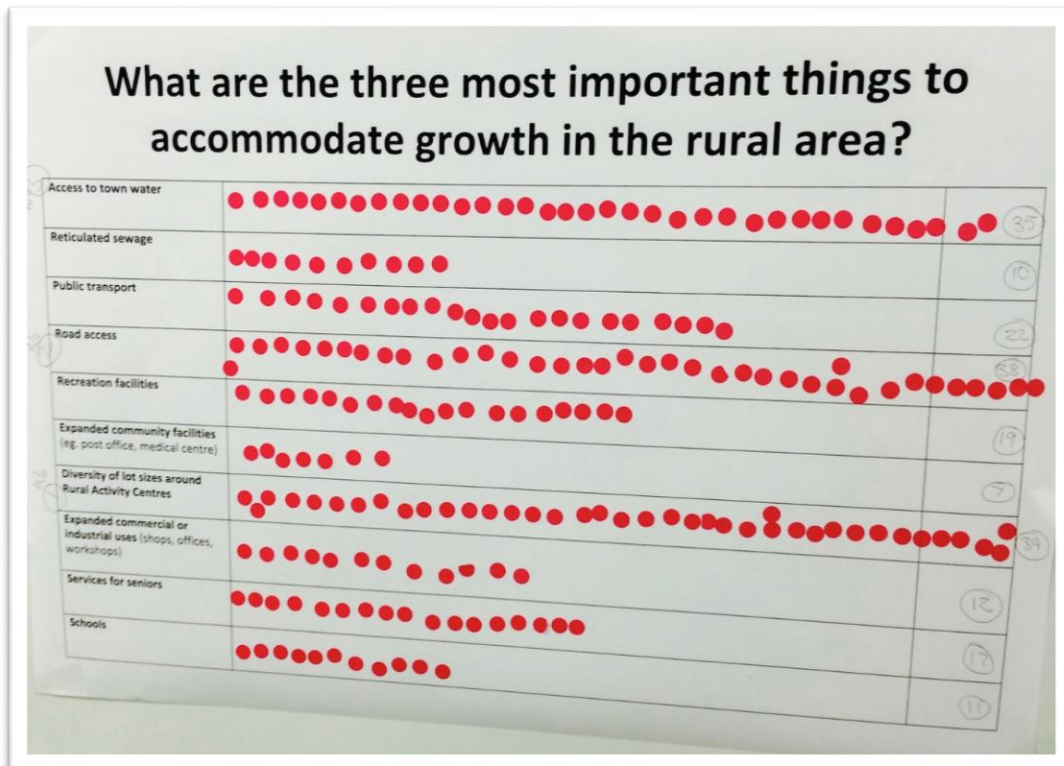 What are the three most important things to
accommodate growth in the rural area?
Access to town water
35
Reticulated sewage
10
Public transport
22
Road access
38
Recreation facilities
19
Expanded community facilities
(eg. post office, medical centre)
Diversity of lot sizes around
Rural Activity Centres
39
Expanded commercial or
industrial uses (shops, offices,
workshops)
12
Services for seniors
17
Schools
11